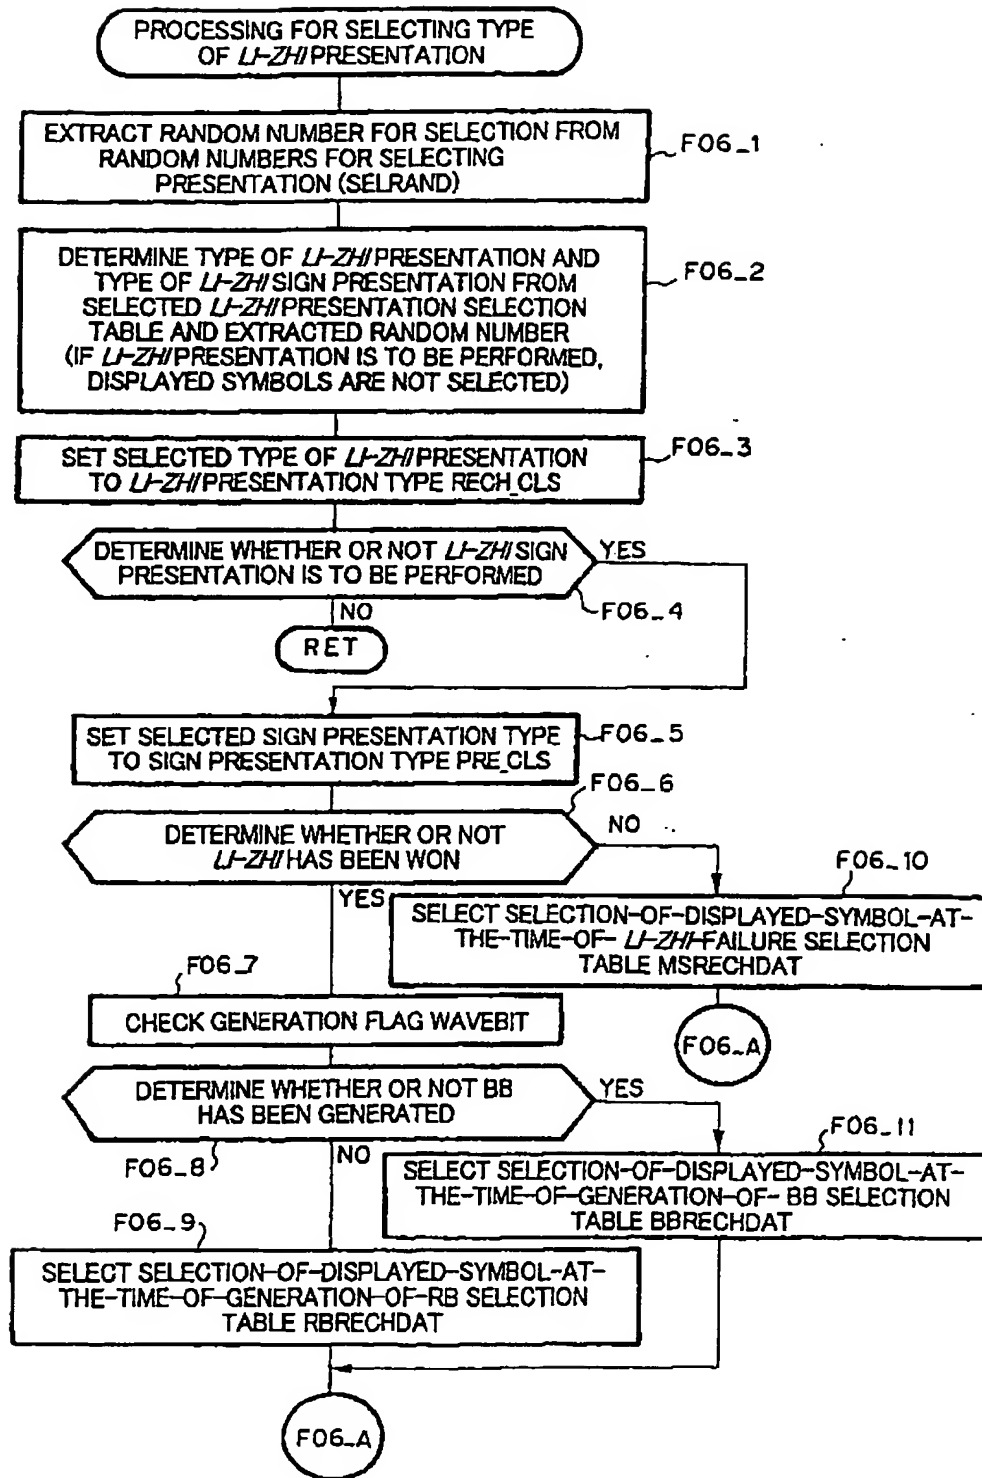 PROCESSING FOR SELECTING TYPE
OF LI-ZHI PRESENTATION
EXTRACT RANDOM NUMBER FOR SELECTION FROM
RANDOM NUMBERS FOR SELECTING
PRESENTATION (SELRAND)
F06_1
DETERMINE TYPE OF LI-ZHI PRESENTATION AND
TYPE OF LI-ZHI SIGN PRESENTATION FROM
SELECTED LI-ZHI PRESENTATION SELECTION
TABLE AND EXTRACTED RANDOM NUMBER
(IF LI-ZHI PRESENTATION IS TO BE PERFORMED,
DISPLAYED SYMBOLS ARE NOT SELECTED)
F06_2
SET SELECTED TYPE OF LI-ZHI PRESENTATION
TO LI-ZHI PRESENTATION TYPE RECH_CLS
F06_3
DETERMINE WHETHER OR NOT LI-ZHI SIGN
PRESENTATION IS TO BE PERFORMED
YES
F06_4
NO
RET
SET SELECTED SIGN PRESENTATION TYPE
TO SIGN PRESENTATION TYPE PRE_CLS
F06_5
F06_6
DETERMINE WHETHER OR NOT
LI-ZHI HAS BEEN WON
NO
YES
F06_10
SELECT SELECTION-OF-DISPLAYED-SYMBOL-AT-
THE-TIME-OF- LI-ZHI-FAILURE SELECTION
TABLE MSRECHDAT
F06_7
CHECK GENERATION FLAG WAVEBIT
F06_A
DETERMINE WHETHER OR NOT BB
HAS BEEN GENERATED
YES
F06_8
NO
F06_11
SELECT SELECTION-OF-DISPLAYED-SYMBOL-AT-
THE-TIME-OF-GENERATION-OF- BB SELECTION
TABLE BBRECHDAT
F06_9
SELECT SELECTION-OF-DISPLAYED-SYMBOL-AT-
THE-TIME-OF-GENERATION-OF-RB SELECTION
TABLE RBRECHDAT
F06_A